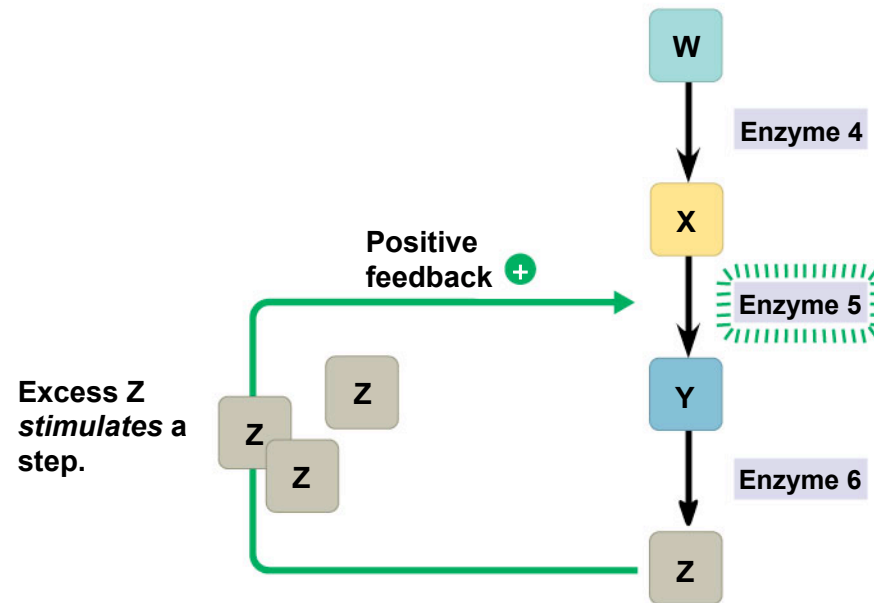 W
Enzyme 4
X
Positive
feedback +
Enzyme 5
Excess Z
stimulates a
step.
Z
Z
Z
Y
Enzyme 6
Z